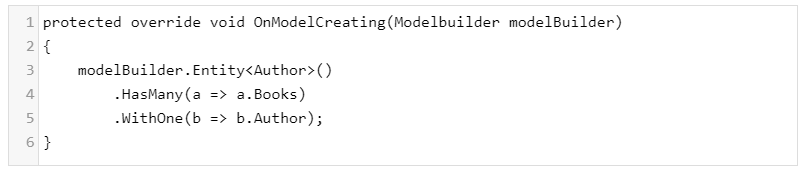 1 protected override void OnModelCreating(Modelbuilder modelBuilder)
2 {
3     modelBuilder.Entity<Author>()
4         .HasMany(a => a.Books)
5         .WithOne(b => b.Author);
6 }